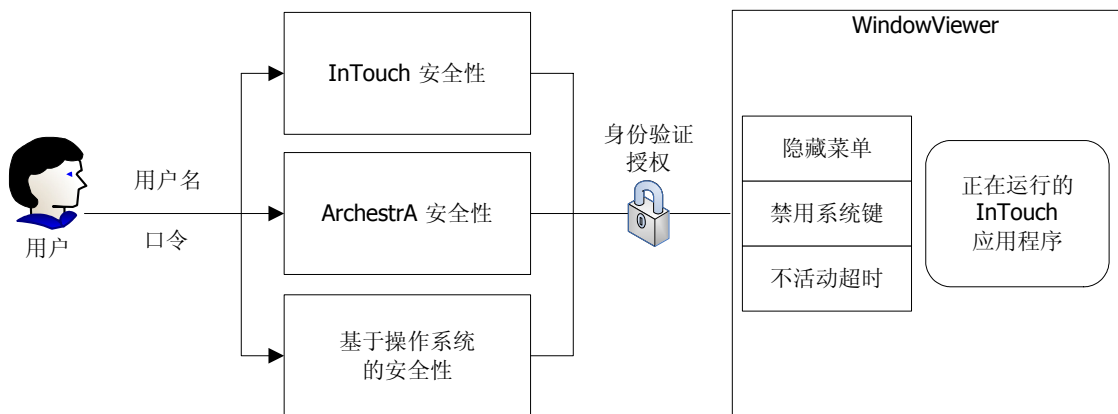 用户
用户名
口令
InTouch 安全性
ArchestrA 安全性
基于操作系统
的安全性
身份验证
授权
WindowViewer
隐藏菜单
禁用系统键
不活动超时
正在运行的
InTouch
应用程序